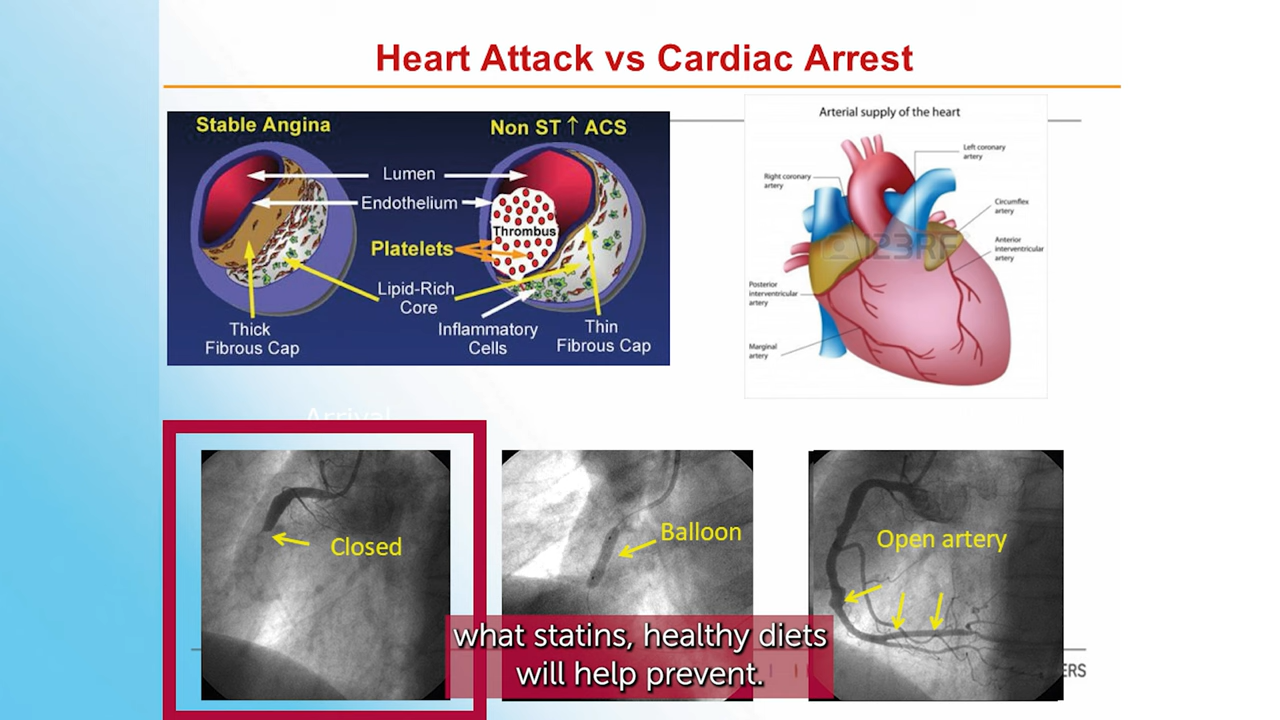 Heart Attack vs Cardiac Arrest
Stable Angina
Non ST ↑ ACS
Lumen
Endothelium
Thrombus
Platelets
Lipid-Rich
Core
Thick
Fibrous Cap
Inflammatory
Cells
Thin
Fibrous Cap
Arterial supply of the heart
Left coronary
artery
Right coronary
artery
Circumflex
artery
Anterior
interventricular
artery
Posterior
interventricular
artery
Marginal
artery
123RF
Arrival
Closed
Balloon
Open artery
what statins, healthy diets
will help prevent.
ERS